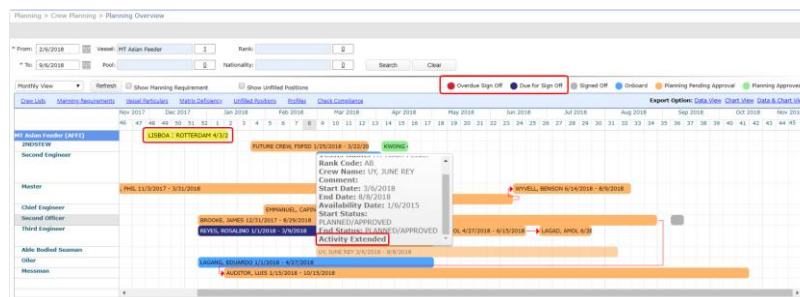 Planning > Crew Planning > Planning Overview
* From: 2/9/2018 Vessel: MT Asian Feeder 1 Rank: 0
* To: 9/6/2018 Pool: 0 Nationality: 0 Search Clear
Monthly View Refresh Show Manning Requirement Show Unfilled Positions Overdue Sign Off Due for Sign Off Signed Off Onboard Planning Pending Approval Planning Approved
Crew Lists Manning Requirements Vessel Particulars Matrix Deficiency Unfilled Positions Profiles Check Compliance Export Option: Data View Chart View Data & Chart Vi
Nov 2017 Dec 2017 Jan 2018 Feb 2018 Mar 2018 Apr 2018 May 2018 Jun 2018 Jul 2018 Aug 2018 Sep 2018 Oct 2018 Nov 201
46 47 48 49 50 51 52 1 2 3 4 5 6 7 8 9 10 11 12 13 14 15 16 17 18 19 20 21 22 23 24 25 26 27 28 29 30 31 32 33 34 35 36 37 38 39 40 41 42 43 44 45
MT Asian Feeder (AFFE) LISBOA : ROTTERDAM 4/3/2
2NDSTEW FUTURE CREW, FSFSD 1/25/2018 - 3/22/20 KWONG
Second Engineer
Rank Code: AB
Crew Name: UY, JUNE REY
Comment:
Start Date: 3/6/2018
End Date: 8/8/2018
Availability Date: 1/6/2015
Start Status:
PLANNED/APPROVED
End Status: PLANNED/APPROVED
Activity Extended
Master , PHIL 11/3/2017 - 3/31/2018 WYVELL, BENSON 6/14/2018 - 8/9/2018
Chief Engineer EMMANUEL,
Second Officer BROOKE, JAMES 12/31/2017 - 8/29/2018
Third Engineer REYES, ROSALINO 1/1/2018 - 3/9/2018 OL 4/27/2018 - 6/15/2018 LAGAD, AMOL 6/2
Able Bodied Seaman UY, JUNE REY 3/6/2018 - 8/8/2018
Oiler LAGANG, EDUARDO 1/1/2018 - 4/27/2018
Messman AUDITOR, LUIS 1/15/2018 - 10/15/2018